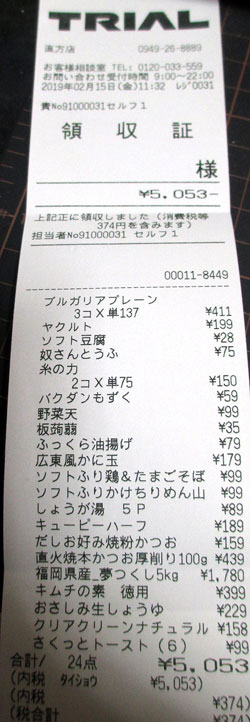 TRIAL
直方店 0949-26-8889
お客様相談室 TEL: 0120-033-559
お問い合わせ受付時間 9:00～22:00
2019年02月15日(金)11:32 ﾚｼﾞ0031
責No91000031セルフ1
領収証
様
¥5,053-
上記正に領収しました(消費税等
374円を含みます)
担当者No91000031 セルフ1
00011-8449
ブルガリアプレーン
3コX単137 ¥411
ヤクルト ¥199
ソフト豆腐 ¥28
奴さんとうふ ¥75
糸の力
2コX単75 ¥150
バクダンもずく ¥59
野菜天 ¥99
板蒟蒻 ¥35
ふっくら油揚げ ¥79
広東風かに玉 ¥179
ソフトふり鶏&たまごそぼ ¥99
ソフトふりかけちりめん山 ¥99
しょうが湯 5P ¥89
キューピーハーフ ¥189
だしお好み焼粉かつお ¥159
直火焼本かつお厚削り100g ¥439
福岡県産_夢つくし5kg ¥1,780
キムチの素 徳用 ¥399
おさしみ生しょうゆ ¥229
クリアクリーンナチュラル ¥158
さくっとトースト(6) ¥99
合計/ 24点 ¥5,053
(内税 ﾀｲｼｮｳ ¥5,053)
(内税 ¥374)
(税合計